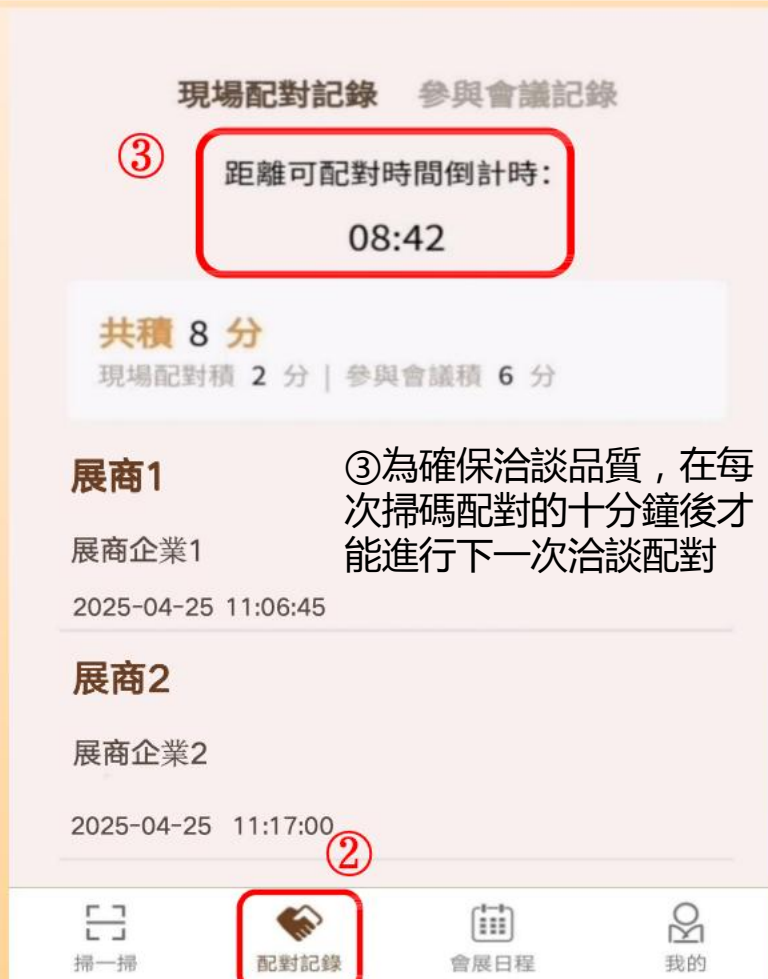 現場配對記錄 參與會議記錄
③
距離可配對時間倒計時：
08:42
共積 8 分
現場配對積 2 分 | 參與會議積 6 分
展商1
展商企業1
2025-04-25 11:06:45
③為確保洽談品質，在每
次掃碼配對的十分鐘後才
能進行下一次洽談配對
展商2
展商企業2
2025-04-25 11:17:00
②
掃一掃 配對記錄 會展日程 我的